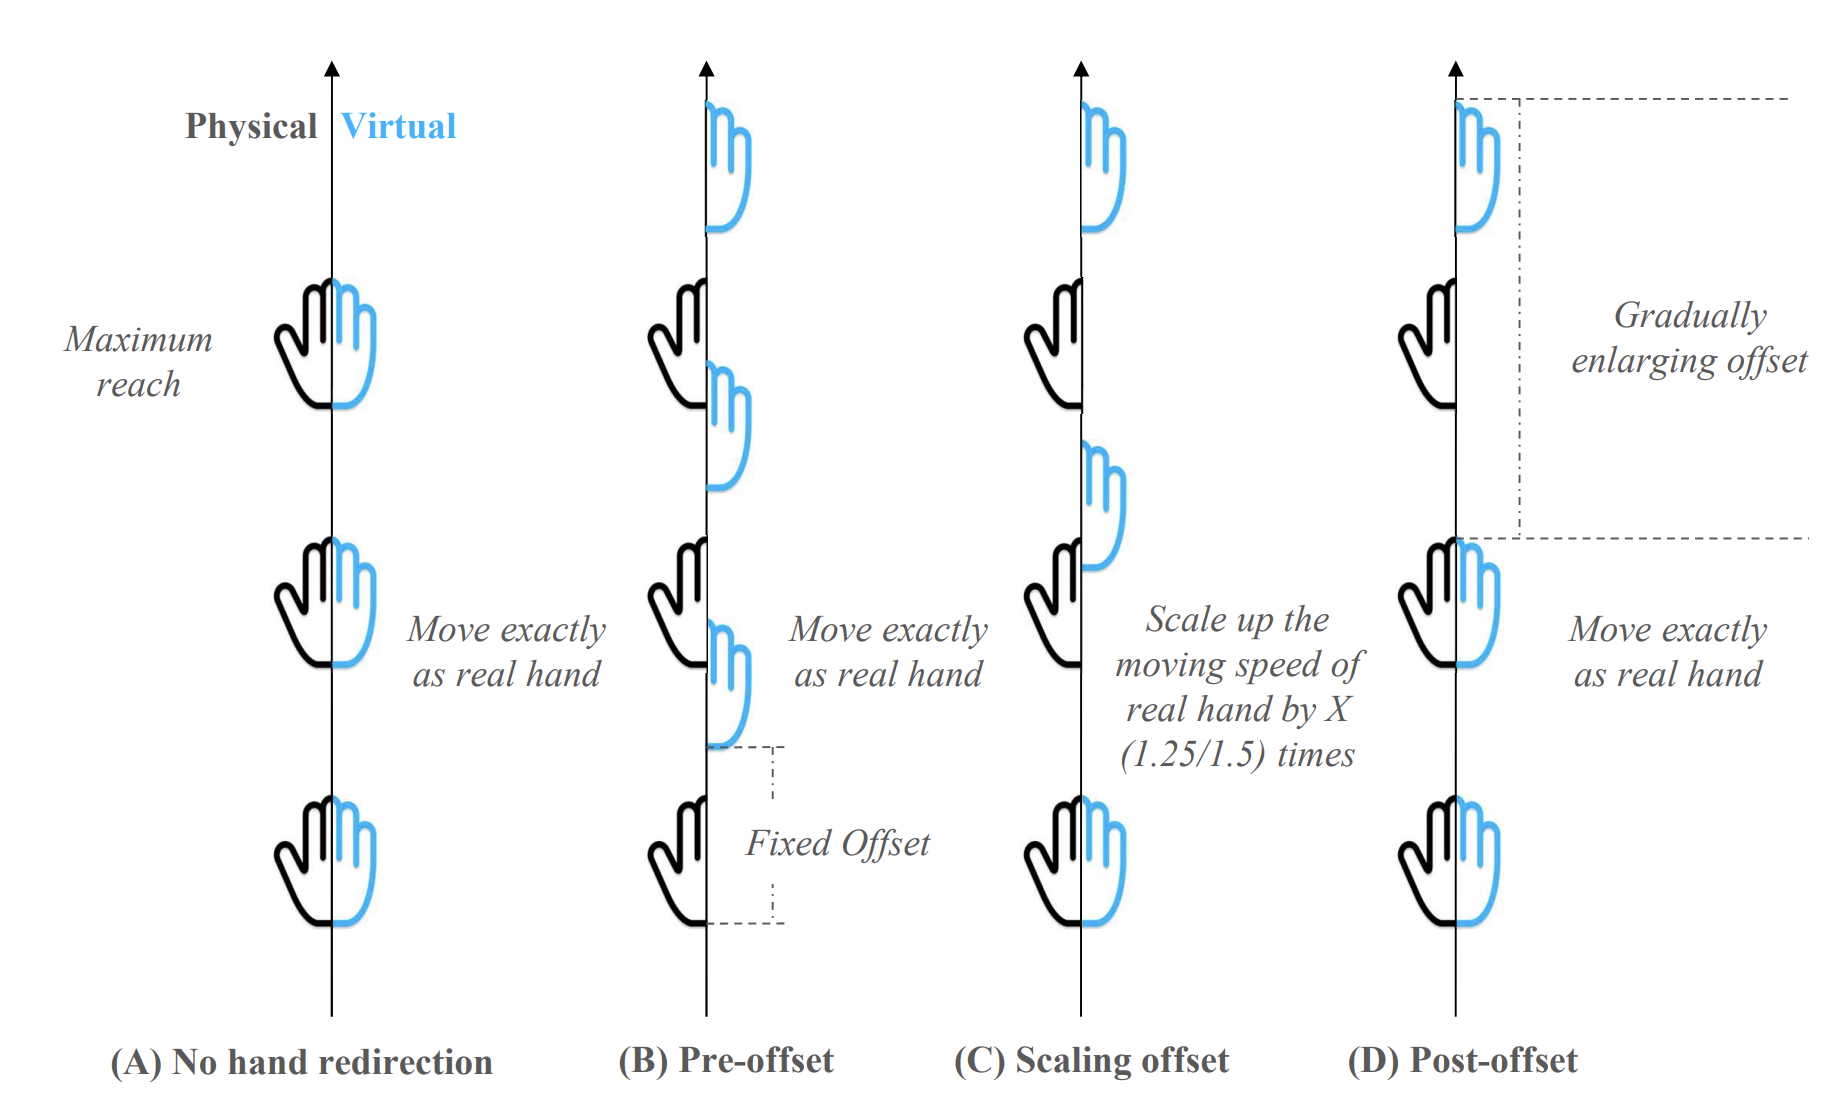 Physical Virtual
Maximum
reach
Move exactly
as real hand
Move exactly
as real hand
Fixed Offset
Scale up the
moving speed of
real hand by X
(1.25/1.5) times
Gradually
enlarging offset
Move exactly
as real hand
(A) No hand redirection
(B) Pre-offset
(C) Scaling offset
(D) Post-offset